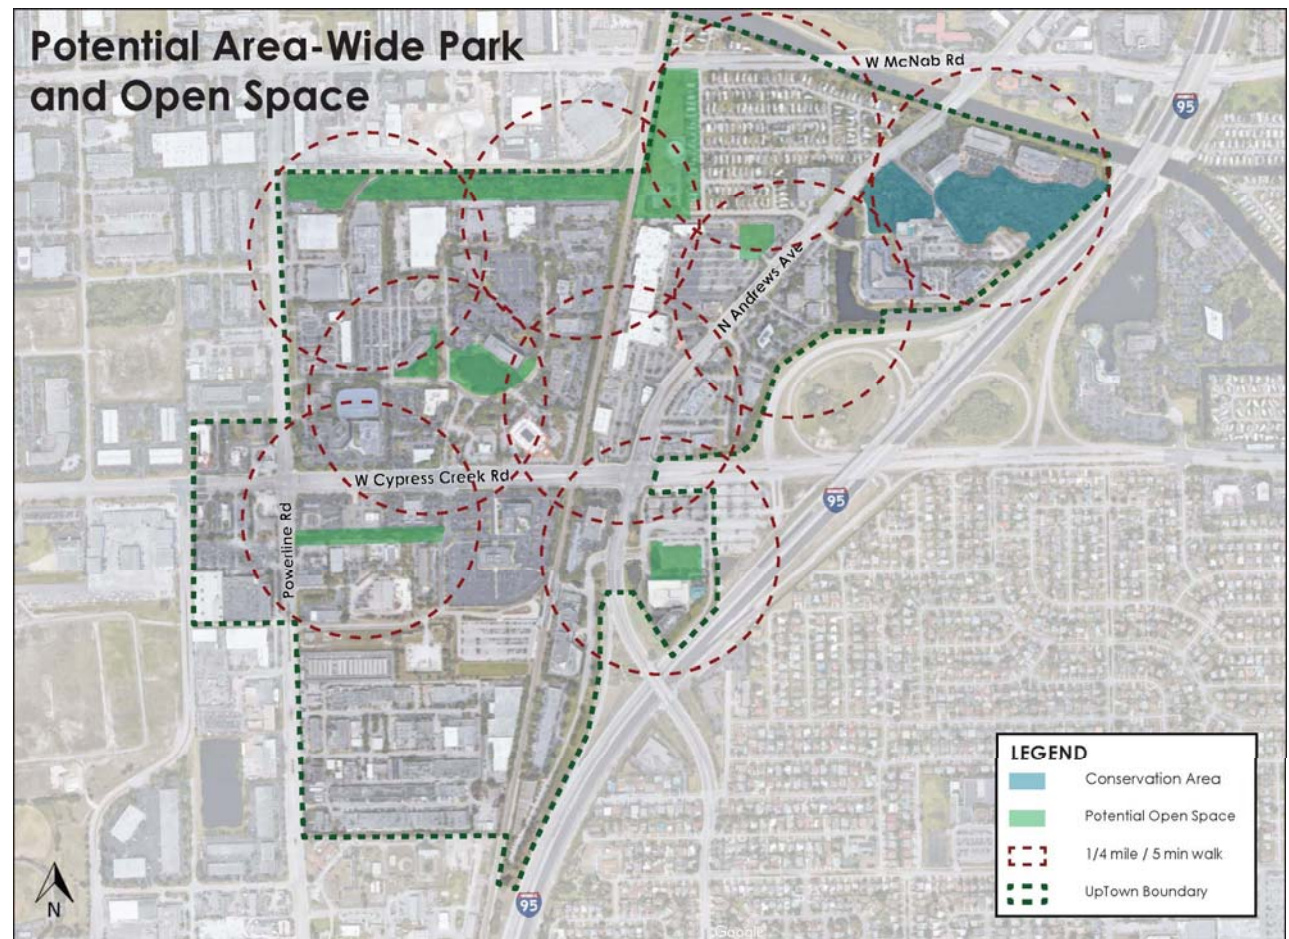 Potential Area-Wide Park
and Open Space
W McNab Rd
95
N Andrews Ave
W Cypress Creek Rd
95
Powerline Rd
LEGEND
Conservation Area
Potential Open Space
1/4 mile / 5 min walk
UpTown Boundary
N
95
Google